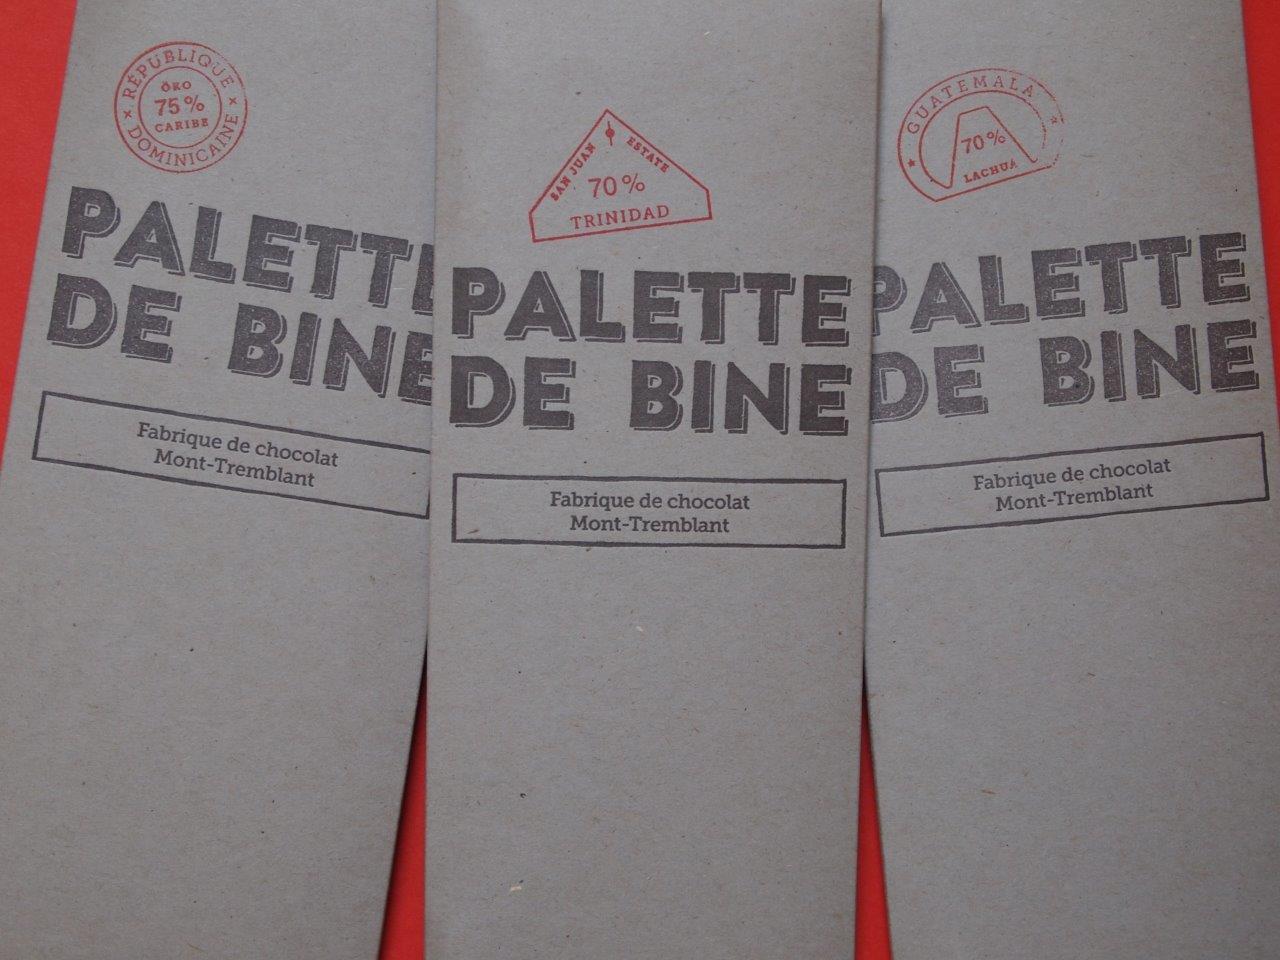 RÉPUBLIQUE
ÖKO
75%
CARIBE
DOMINICAINE
PALETTE
DE BINE
Fabrique de chocolat
Mont-Tremblant
SAN JUAN ESTATE
70%
TRINIDAD
PALETTE
DE BINE
Fabrique de chocolat
Mont-Tremblant
GUATEMALA
70%
LACHUÁ
PALETTE
DE BINE
Fabrique de chocolat
Mont-Tremblant